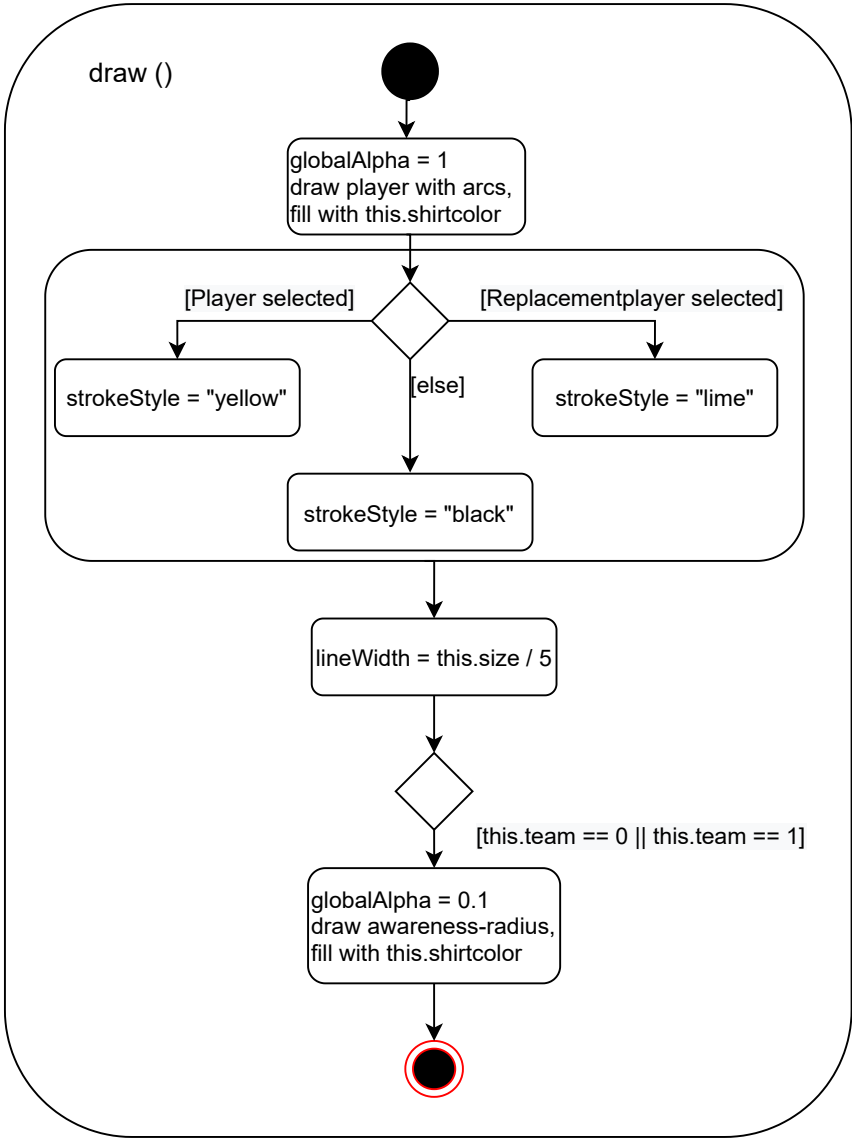 draw ()
globalAlpha = 1
draw player with arcs,
fill with this.shirtcolor
[Player selected]
[Replacementplayer selected]
[else]
strokeStyle = "yellow"
strokeStyle = "lime"
strokeStyle = "black"
lineWidth = this.size / 5
[this.team == 0 || this.team == 1]
globalAlpha = 0.1
draw awareness-radius,
fill with this.shirtcolor